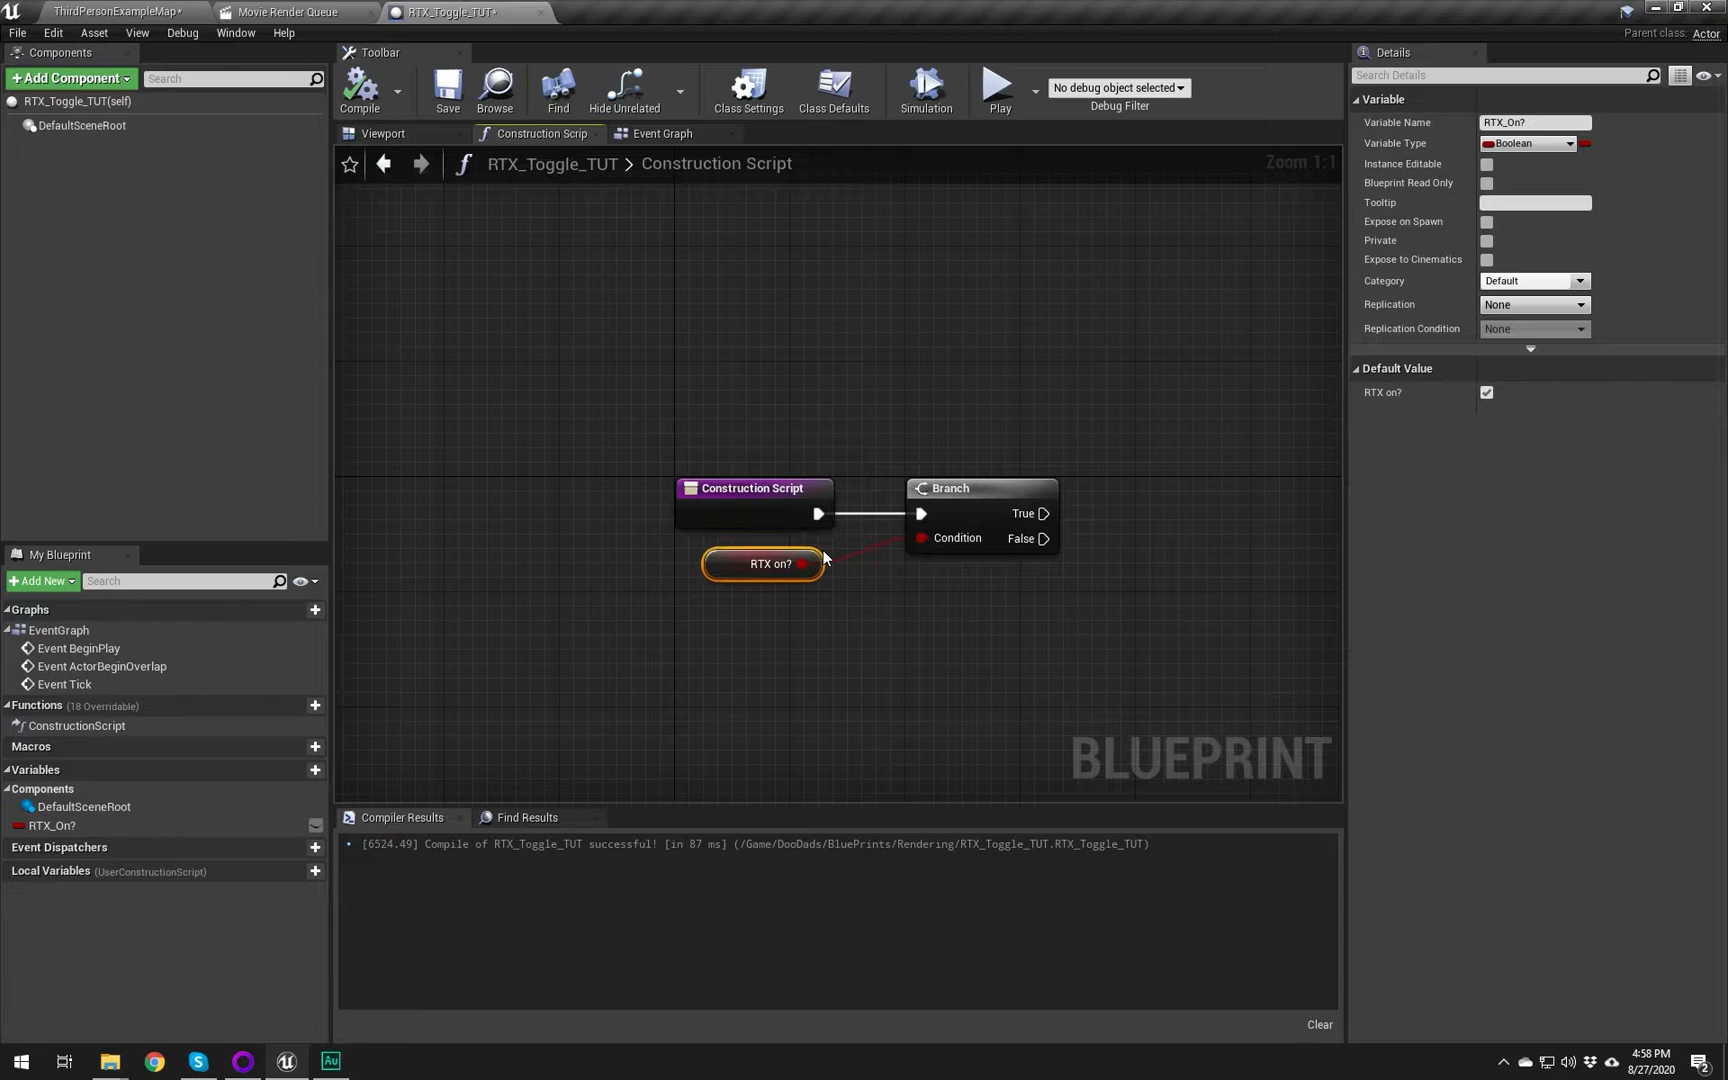 ThirdPersonExampleMap*
Movie Render Queue
RTX_Toggle_TUT*
File Edit Asset View Debug Window Help
Parent class: Actor
Components
+Add Component
Search
RTX_Toggle_TUT(self)
DefaultSceneRoot
Toolbar
Compile
Save
Browse
Find
Hide Unrelated
Class Settings
Class Defaults
Simulation
Play
No debug object selected
Debug Filter
Viewport
Construction Scrip
Event Graph
RTX_Toggle_TUT > Construction Script
Zoom 1:1
Construction Script
Branch
True
Condition
False
RTX on?
BLUEPRINT
My Blueprint
+Add New
Search
Graphs
EventGraph
Event BeginPlay
Event ActorBeginOverlap
Event Tick
Functions (18 Overridable)
ConstructionScript
Macros
Variables
Components
DefaultSceneRoot
RTX_On?
Event Dispatchers
Local Variables (UserConstructionScript)
Compiler Results
Find Results
[6524.49] Compile of RTX_Toggle_TUT successful! [in 87 ms] (/Game/DooDads/BluePrints/Rendering/RTX_Toggle_TUT.RTX_Toggle_TUT)
Clear
Details
Search Details
Variable
Variable Name RTX_On?
Variable Type Boolean
Instance Editable
Blueprint Read Only
Tooltip
Expose on Spawn
Private
Expose to Cinematics
Category Default
Replication None
Replication Condition None
Default Value
RTX on?
Au
4:58 PM
8/27/2020
2